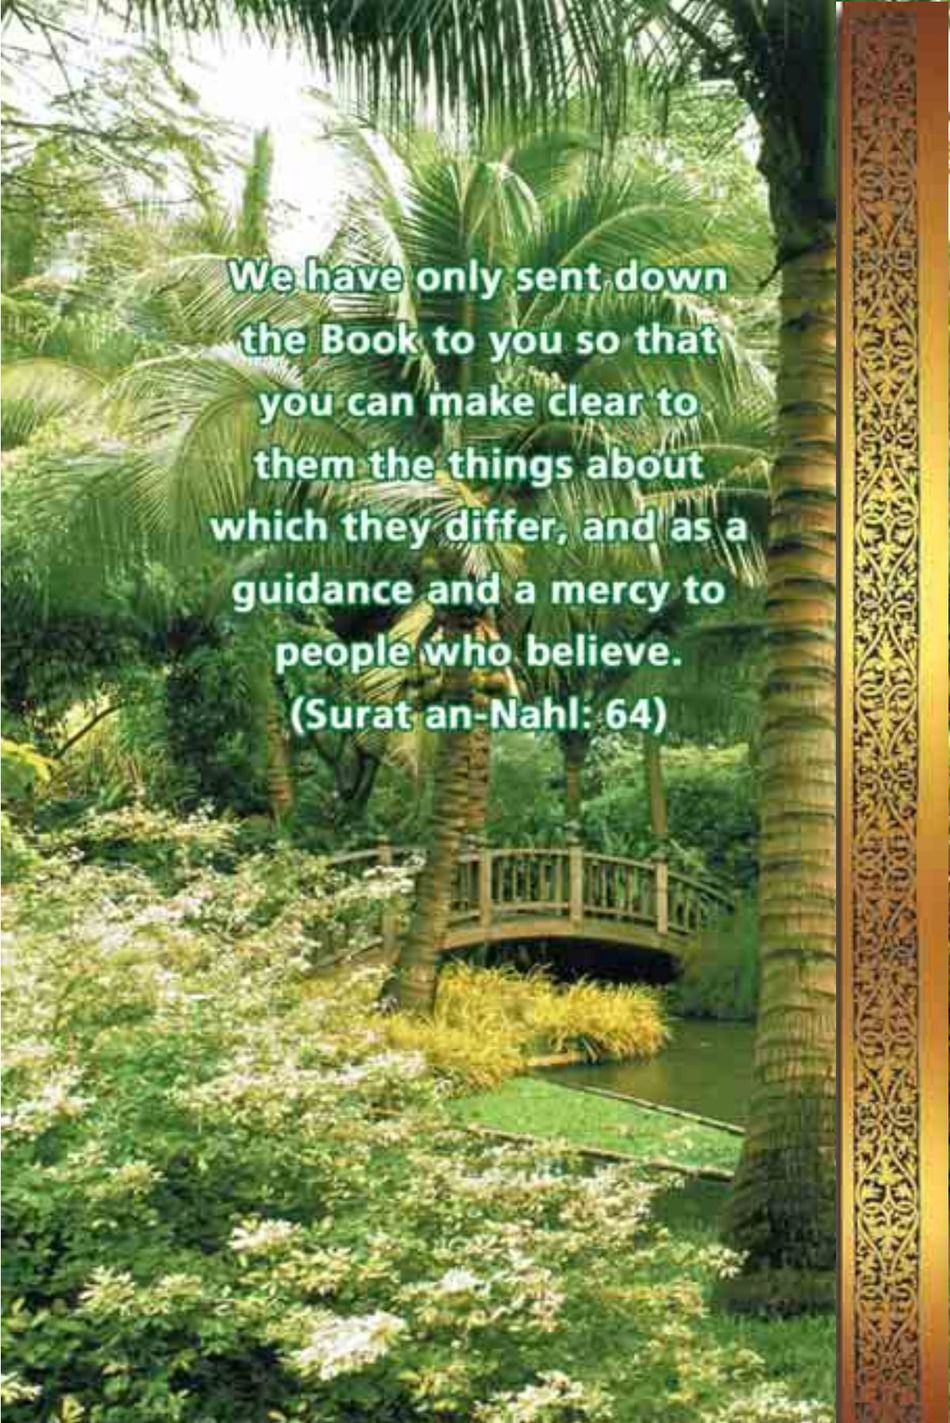 We have only sent down
the Book to you so that
you can make clear to
them the things about
which they differ, and as a
guidance and a mercy to
people who believe.
(Surat an-Nahl: 64)